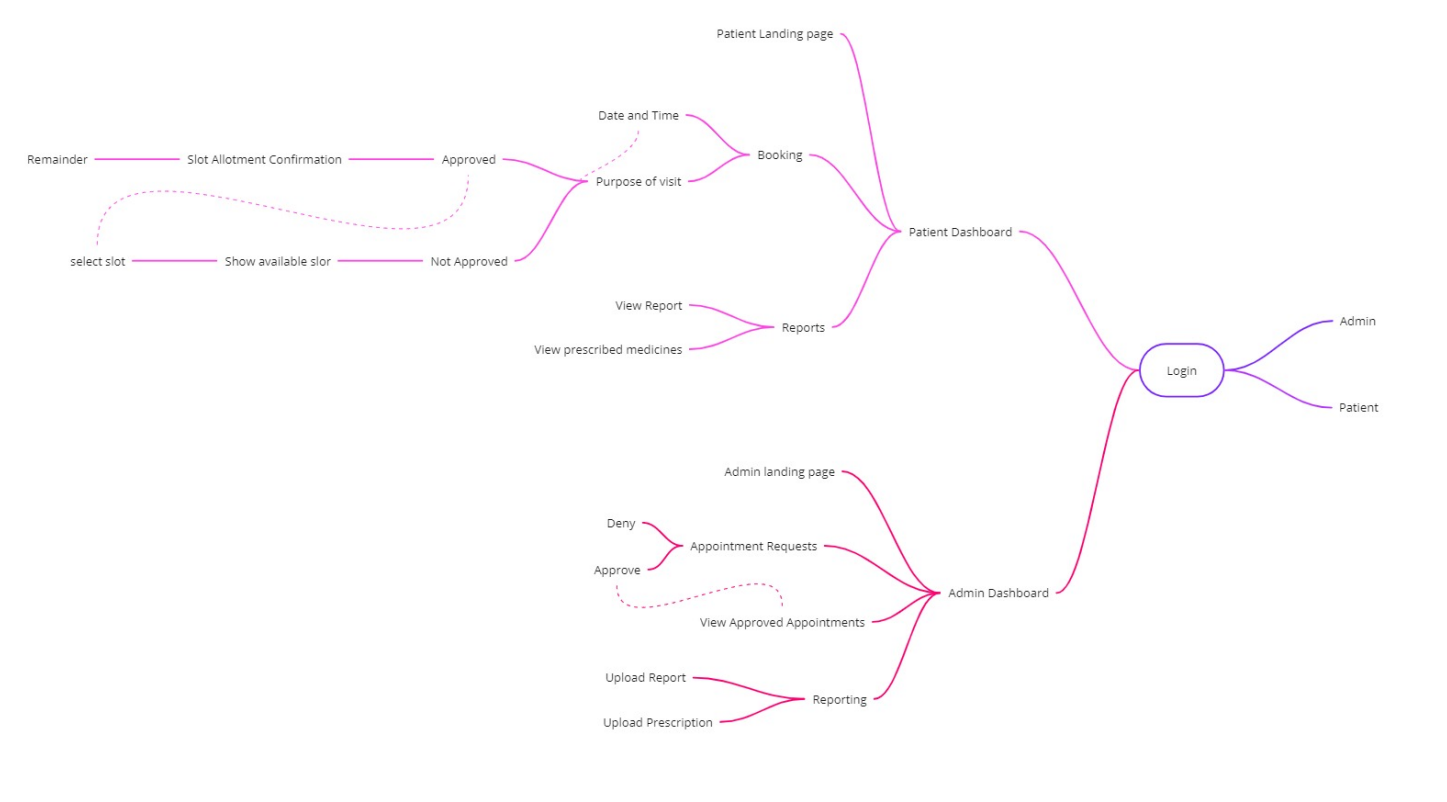 Patient Landing page
Date and Time
Booking
Remainder
Slot Allotment Confirmation
Approved
Purpose of visit
Patient Dashboard
select slot
Show available slor
Not Approved
View Report
Reports
View prescribed medicines
Admin
Login
Patient
Admin landing page
Deny
Appointment Requests
Approve
Admin Dashboard
View Approved Appointments
Upload Report
Reporting
Upload Prescription